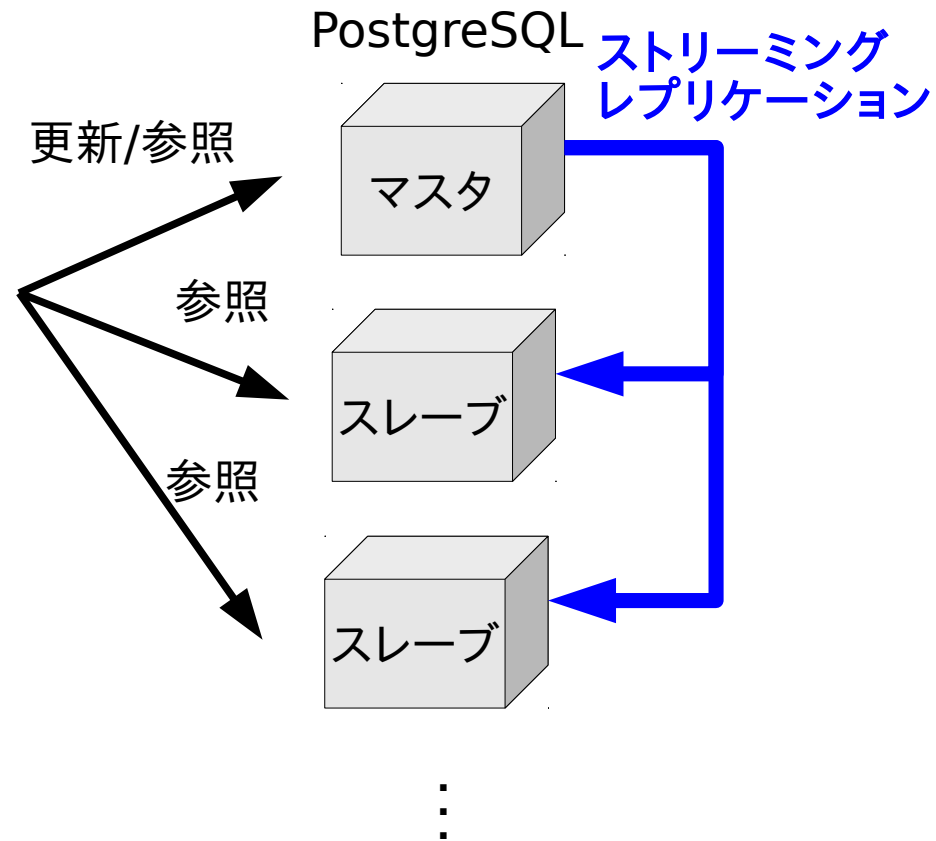 PostgreSQL
ストリーミング
レプリケーション
更新/参照
マスタ
参照
スレーブ
参照
スレーブ
⋮